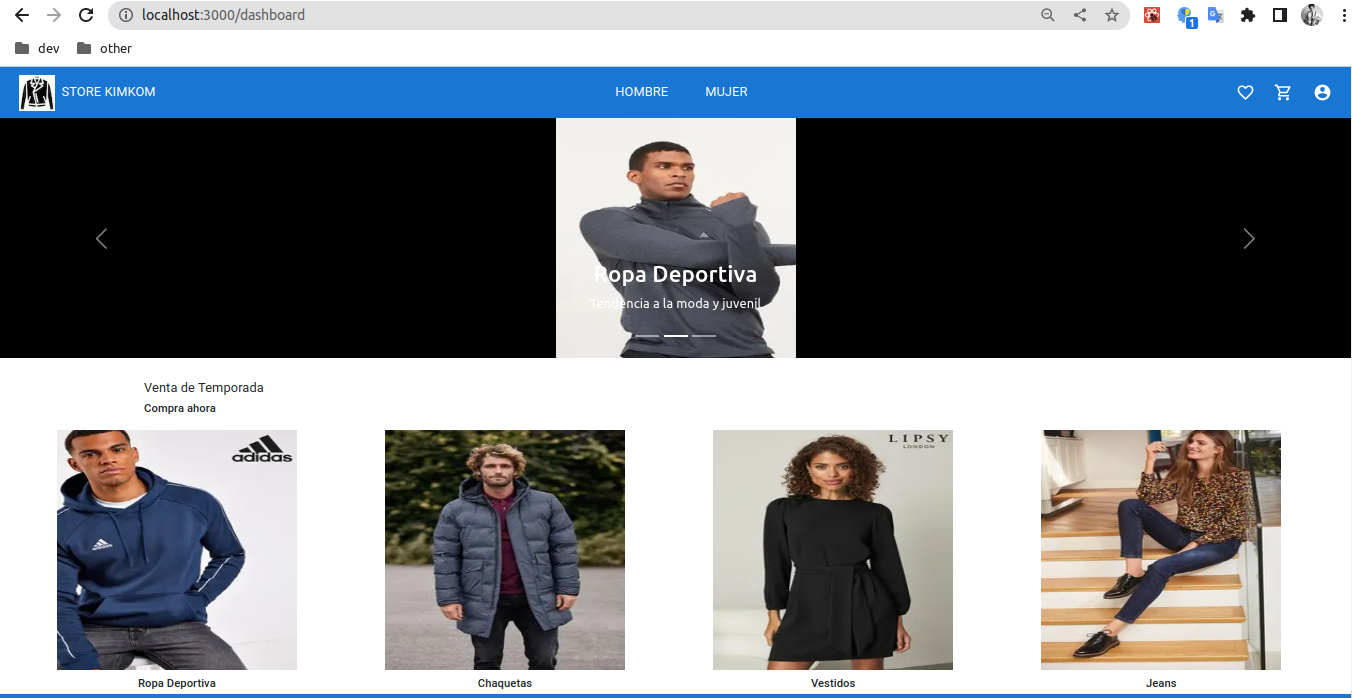 localhost:3000/dashboard
1
dev other
STORE KIMKOM HOMBRE MUJER
Ropa Deportiva
Tendencia a la moda y juvenil
Venta de Temporada
Compra ahora
adidas
LIPSY
LONDON
Ropa Deportiva Chaquetas Vestidos Jeans